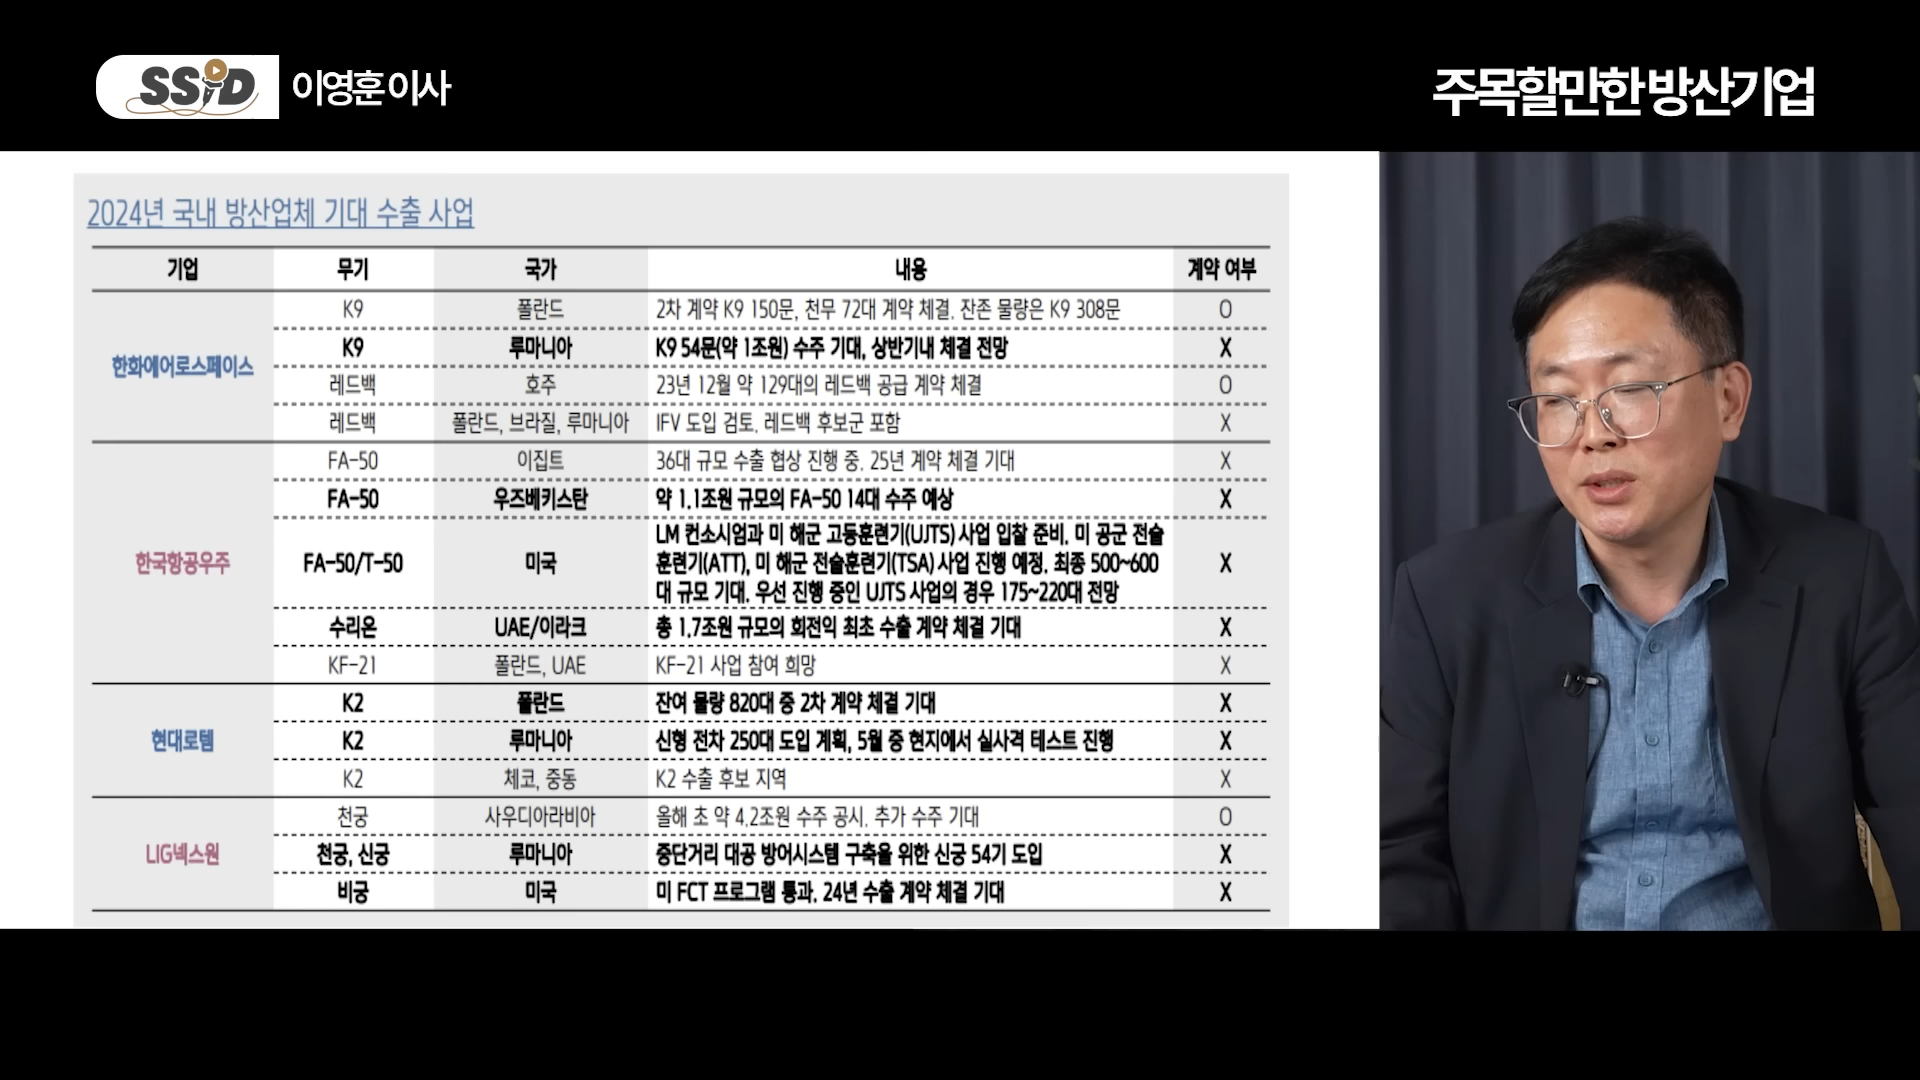 SSiD 이영훈 이사
주목할만한 방산기업
2024년 국내 방산업체 기대 수출 사업
기업 무기 국가 내용 계약 여부
한화에어로스페이스
K9 폴란드 2차 계약 K9 150문, 천무 72대 계약 체결. 잔존 물량은 K9 308문 O
K9 루마니아 K9 54문(약 1조원) 수주 기대, 상반기내 체결 전망 X
레드백 호주 23년 12월 약 129대의 레드백 공급 계약 체결 O
레드백 폴란드, 브라질, 루마니아 IFV 도입 검토. 레드백 후보군 포함 X
한국항공우주
FA-50 이집트 36대 규모 수출 협상 진행 중. 25년 계약 체결 기대 X
FA-50 우즈베키스탄 약 1.1조원 규모의 FA-50 14대 수주 예상 X
FA-50/T-50 미국 LM 컨소시엄과 미 해군 고등훈련기(UJTS) 사업 입찰 준비. 미 공군 전술
훈련기(ATT), 미 해군 전술훈련기(TSA) 사업 진행 예정. 최종 500~600
대 규모 기대. 우선 진행 중인 UJTS 사업의 경우 175~220대 전망 X
수리온 UAE/이라크 총 1.7조원 규모의 회전익 최초 수출 계약 체결 기대 X
KF-21 폴란드, UAE KF-21 사업 참여 희망 X
현대로템
K2 폴란드 잔여 물량 820대 중 2차 계약 체결 기대 X
K2 루마니아 신형 전차 250대 도입 계획, 5월 중 현지에서 실사격 테스트 진행 X
K2 체코, 중동 K2 수출 후보 지역 X
LIG넥스원
천궁 사우디아라비아 올해 초 약 4.2조원 수주 공시. 추가 수주 기대 O
천궁, 신궁 루마니아 중단거리 대공 방어시스템 구축을 위한 신궁 54기 도입 X
비궁 미국 미 FCT 프로그램 통과. 24년 수출 계약 체결 기대 X